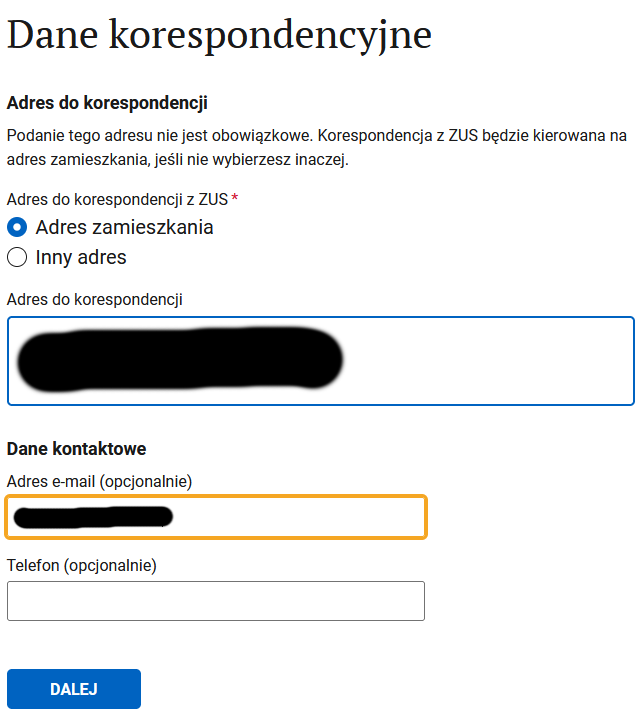 Dane korespondencyjne
Adres do korespondencji
Podanie tego adresu nie jest obowiązkowe. Korespondencja z ZUS będzie kierowana na
adres zamieszkania, jeśli nie wybierzesz inaczej.
Adres do korespondencji z ZUS *
Adres zamieszkania
Inny adres
Adres do korespondencji
Dane kontaktowe
Adres e-mail (opcjonalnie)
Telefon (opcjonalnie)
DALEJ